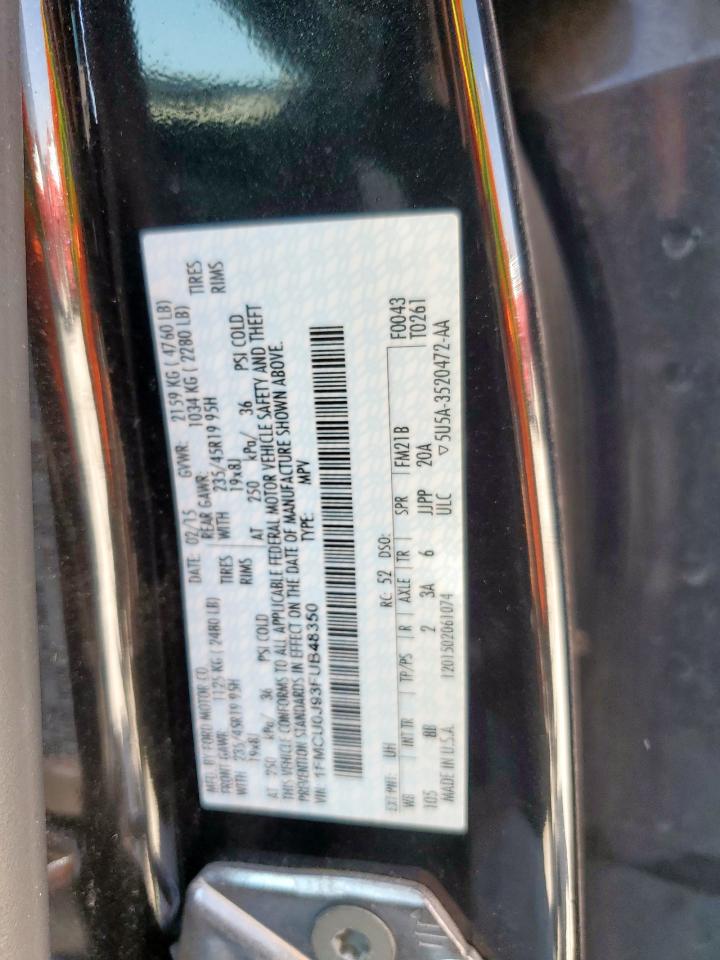 MFD. BY FORD MOTOR CO. DATE: 02/15 GVWR: 2159 KG ( 4760 LB)
FRONT GAWR: 1125 KG ( 2480 LB) REAR GAWR: 1034 KG ( 2280 LB)
WITH 235/45R19 95H TIRES WITH 235/45R19 95H TIRES
19x8J RIMS 19x8J RIMS
AT 250 kPa/ 36 PSI COLD AT 250 kPa/ 36 PSI COLD
THIS VEHICLE CONFORMS TO ALL APPLICABLE FEDERAL MOTOR VEHICLE SAFETY AND THEFT
PREVENTION STANDARDS IN EFFECT ON THE DATE OF MANUFACTURE SHOWN ABOVE.
VIN: 1FMCU0J93FUB48350 TYPE: MPV
EXT PNT: UH RC: 52 DSO:
WB INT TR TP/PS R AXLE TR SPR FM21B F0043
105 8B 2 3A 6 JJPP 20A T0261
MADE IN U.S.A. 1201502061074 ULC ▽5U5A-3520472-AA